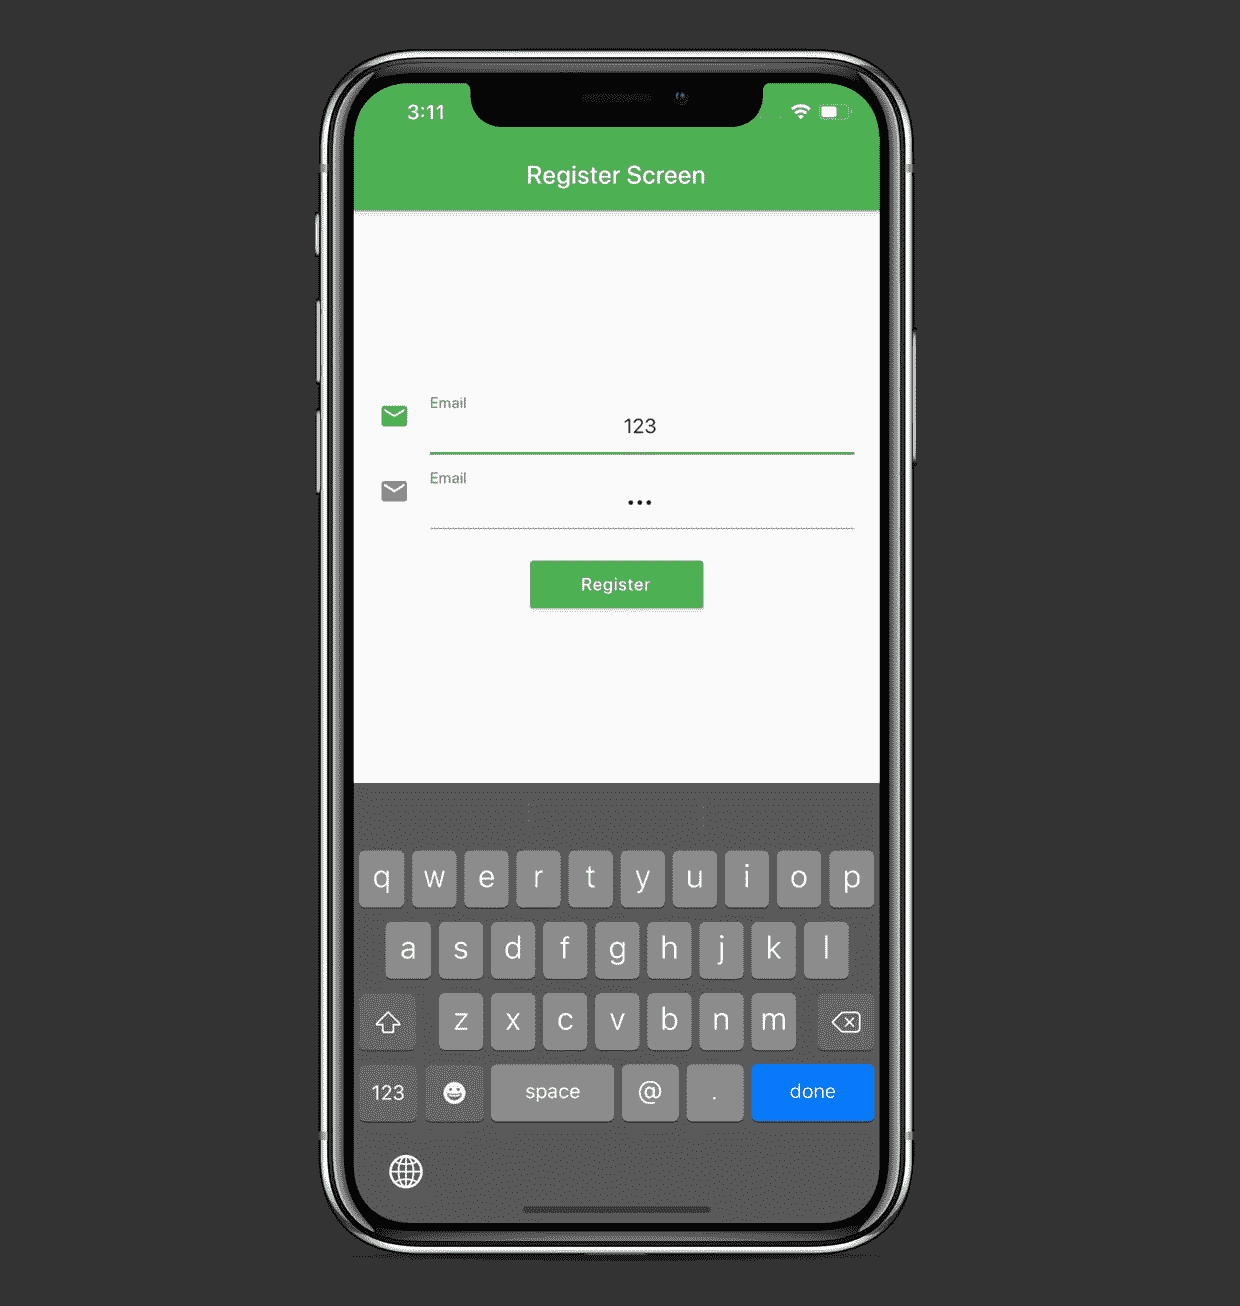 3:11
Register Screen
Email
123
Email
•••
Register
q w e r t y u i o p
a s d f g h j k l
z x c v b n m
123 space @ . done